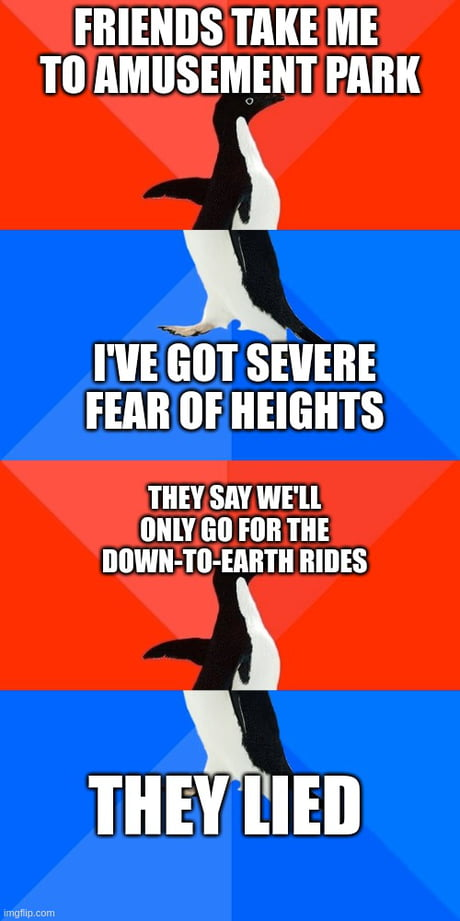 FRIENDS TAKE ME
TO AMUSEMENT PARK
I'VE GOT SEVERE
FEAR OF HEIGHTS
THEY SAY WE'LL
ONLY GO FOR THE
DOWN-TO-EARTH RIDES
THEY LIED
imgflip.com